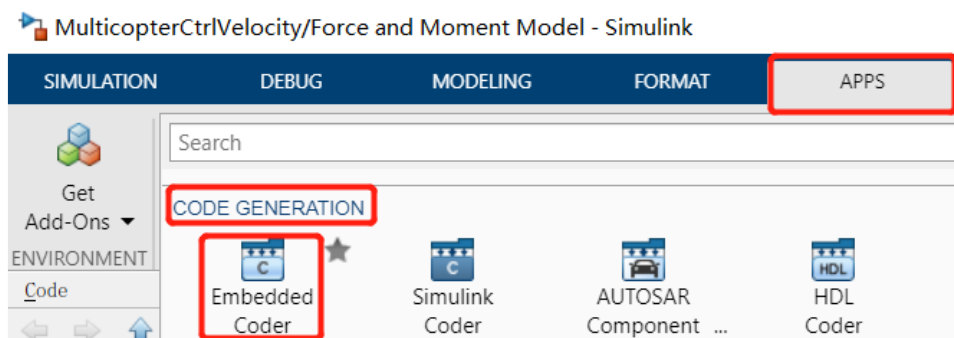 MulticopterCtrlVelocity/Force and Moment Model - Simulink
SIMULATION DEBUG MODELING FORMAT APPS
Search
Get
Add-Ons
CODE GENERATION
ENVIRONMENT
Code
C C HDL
Embedded Simulink AUTOSAR HDL
Coder Coder Component ... Coder